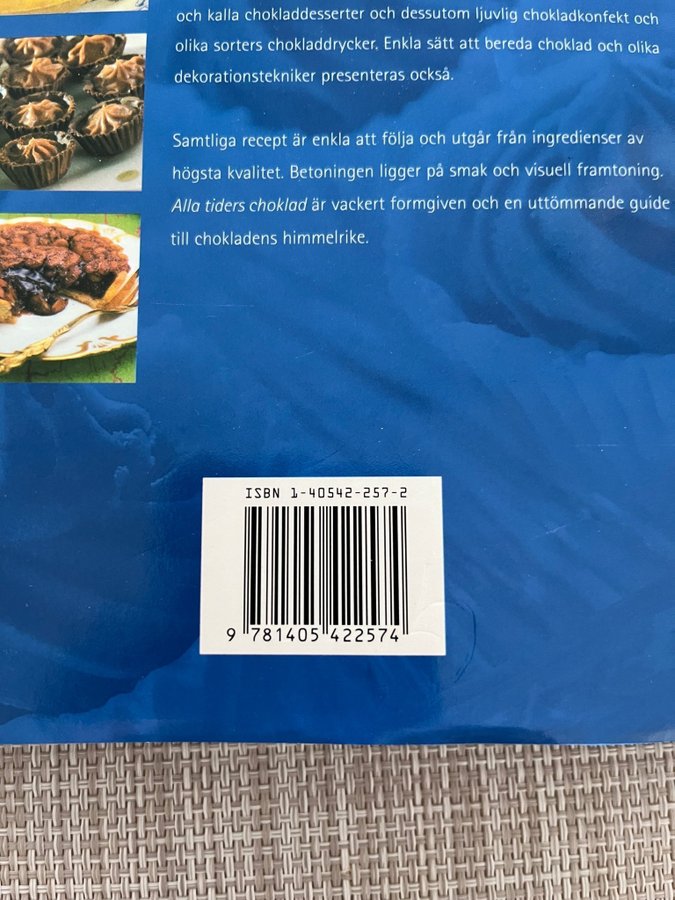 och kalla chokladdesserter och dessutom ljuvlig chokladkonfekt och
olika sorters chokladdrycker. Enkla sätt att bereda choklad och olika
dekorationstekniker presenteras också.
Samtliga recept är enkla att följa och utgår från ingredienser av
högsta kvalitet. Betoningen ligger på smak och visuell framtoning.
Alla tiders choklad är vackert formgiven och en uttömmande guide
till chokladens himmelrike.
ISBN 1-40542-257-2
9 781405 422574